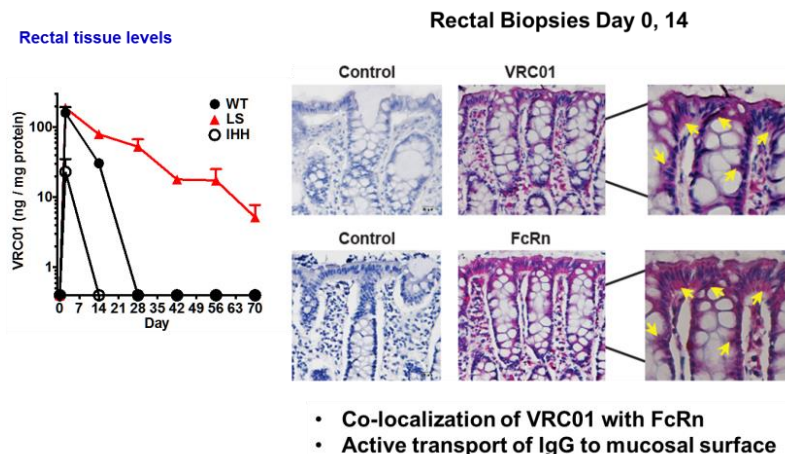 Rectal Biopsies Day 0, 14
Rectal tissue levels
WT
LS
IHH
VRC01 (ng / mg protein)
100
10
1
0 7 14 21 28 35 42 49 56 63 70
Day
Control
VRC01
Control
FcRn
• Co-localization of VRC01 with FcRn
• Active transport of IgG to mucosal surface